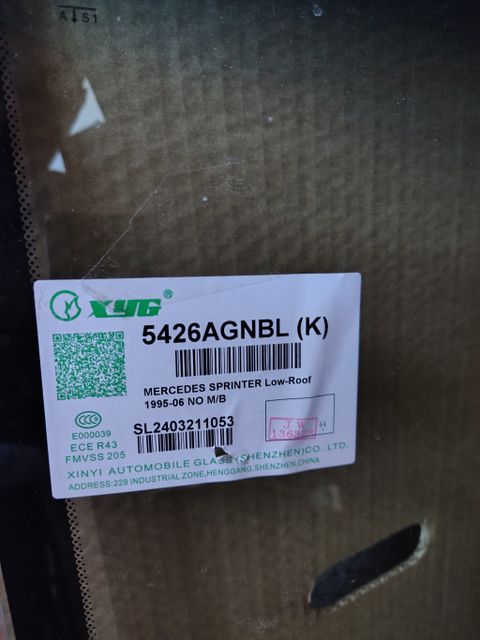 A S1
XYG®
5426AGNBL (K)
MERCEDES SPRINTER Low-Roof
1995-06 NO M/B
CCC
E000039
ECE R43
FMVSS 205
SL2403211053
J W
XINYI AUTOMOBILE GLASS (SHENZHEN) CO., LTD.
ADDRESS:228 INDUSTRIAL ZONE,HENGGANG,SHENZHEN,CHINA